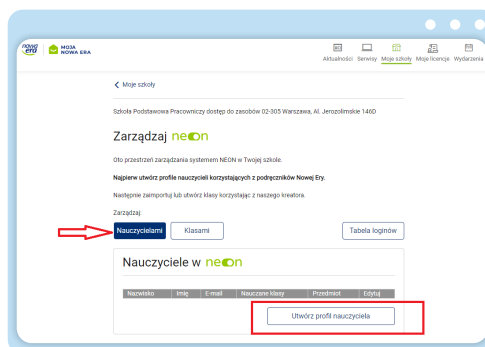 nowa era MOJA NOWA ERA
Aktualności Serwisy Moje szkoły Moje licencje Wydarzenia
Moje szkoły
Szkoła Podstawowa Pracowniczy dostęp do zasobów 02-305 Warszawa, Al. Jerozolimskie 146D
Zarządzaj neon
Oto przestrzeń zarządzania systemem NEON w Twojej szkole.
Najpierw utwórz profile nauczycieli korzystających z podręczników Nowej Ery.
Następnie zaimportuj lub utwórz klasy korzystając z naszego kreatora.
Zarządzaj:
Nauczycielami Klasami Tabela loginów
Nauczyciele w neon
Nazwisko Imię E-mail Nauczane klasy Przedmiot Edytuj
Utwórz profil nauczyciela